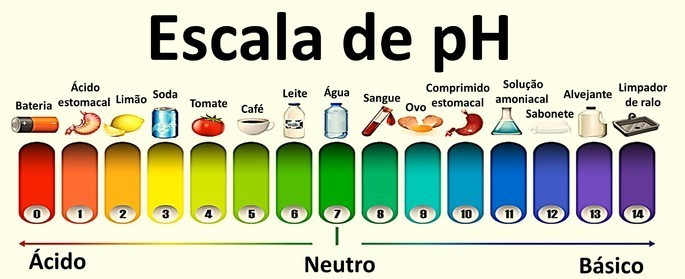 Escala de pH
Bateria
Ácido
estomacal
Limão
Soda
Tomate
Café
Leite
Água
Sangue
Ovo
Comprimido
estomacal
Solução
amoniacal
Sabonete
Alvejante
Limpador
de ralo
0 1 2 3 4 5 6 7 8 9 10 11 12 13 14
Ácido
Neutro
Básico